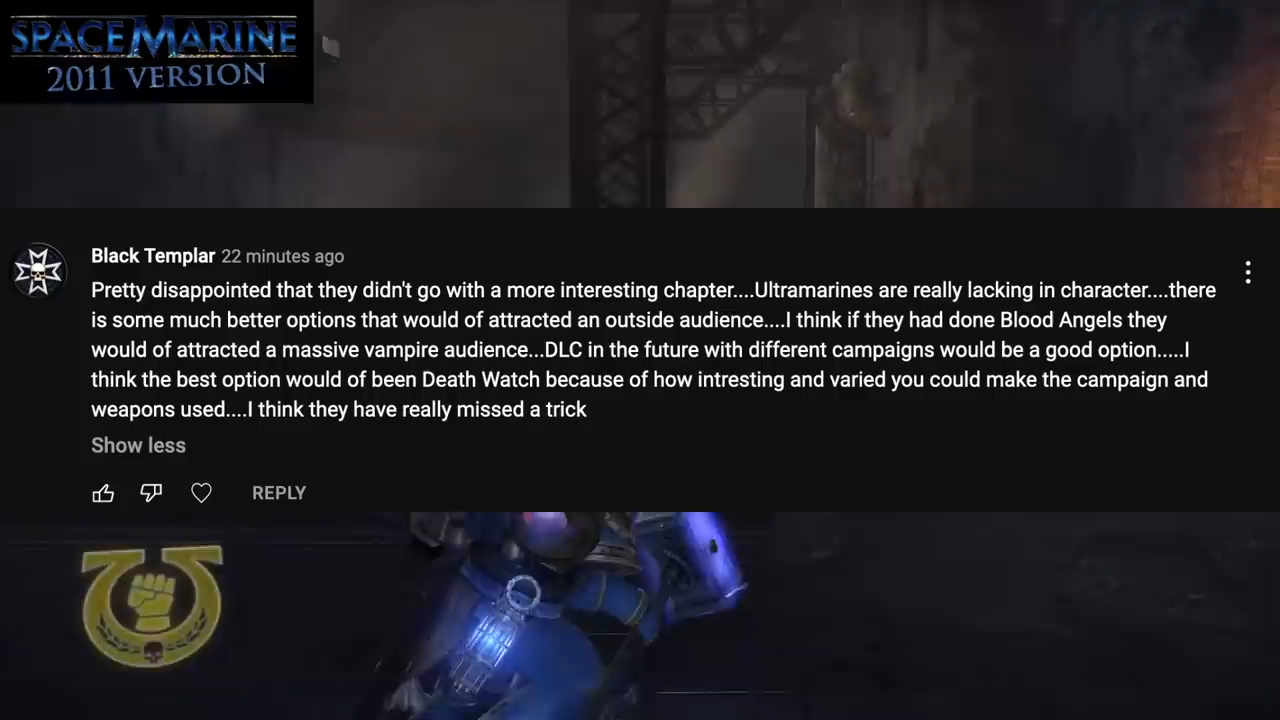 SPACE MARINE
2011 VERSION
Black Templar 22 minutes ago
Pretty disappointed that they didn't go with a more interesting chapter....Ultramarines are really lacking in character....there
is some much better options that would of attracted an outside audience....I think if they had done Blood Angels they
would of attracted a massive vampire audience...DLC in the future with different campaigns would be a good option.....I
think the best option would of been Death Watch because of how intresting and varied you could make the campaign and
weapons used....I think they have really missed a trick
Show less
REPLY